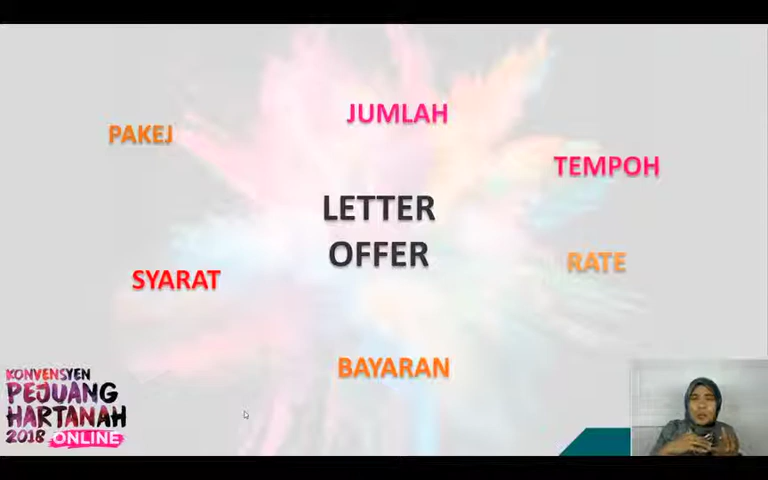 JUMLAH
PAKEJ
TEMPOH
LETTER
OFFER
RATE
SYARAT
BAYARAN
KONVENSYEN
PEJUANG
HARTANAH
2018 ONLINE